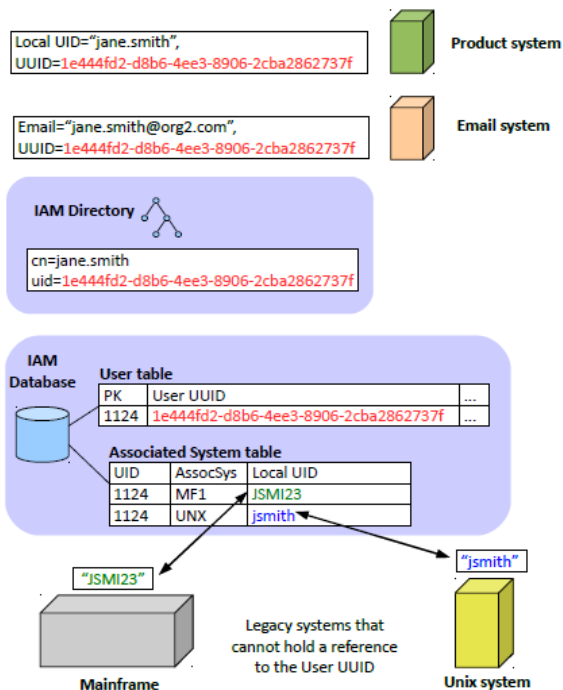 Local UID="jane.smith",
UUID=1e444fd2-d8b6-4ee3-8906-2cba2862737f
Product system
Email="jane.smith@org2.com",
UUID=1e444fd2-d8b6-4ee3-8906-2cba2862737f
Email system
IAM Directory
cn=jane.smith
uid=1e444fd2-d8b6-4ee3-8906-2cba2862737f
IAM
Database
User table
PK User UUID ...
1124 1e444fd2-d8b6-4ee3-8906-2cba2862737f ...
Associated System table
UID AssocSys Local UID
1124 MF1 JSMI23
1124 UNX jsmith
"JSMI23"
"jsmith"
Legacy systems that
cannot hold a reference
to the User UUID
Mainframe
Unix system